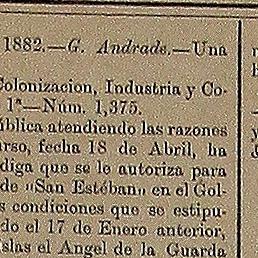 1882.—G. Andrade.—Una
Colonizacion, Industria y Co-
1ª—Núm. 1,375.
ública atendiendo las razones
urso, fecha 18 de Abril, ha
diga que se le autoriza para
de "San Estéban" en el Gol-
s condiciones que se estipu-
do el 17 de Enero anterior,
slas el Angel de la Guarda